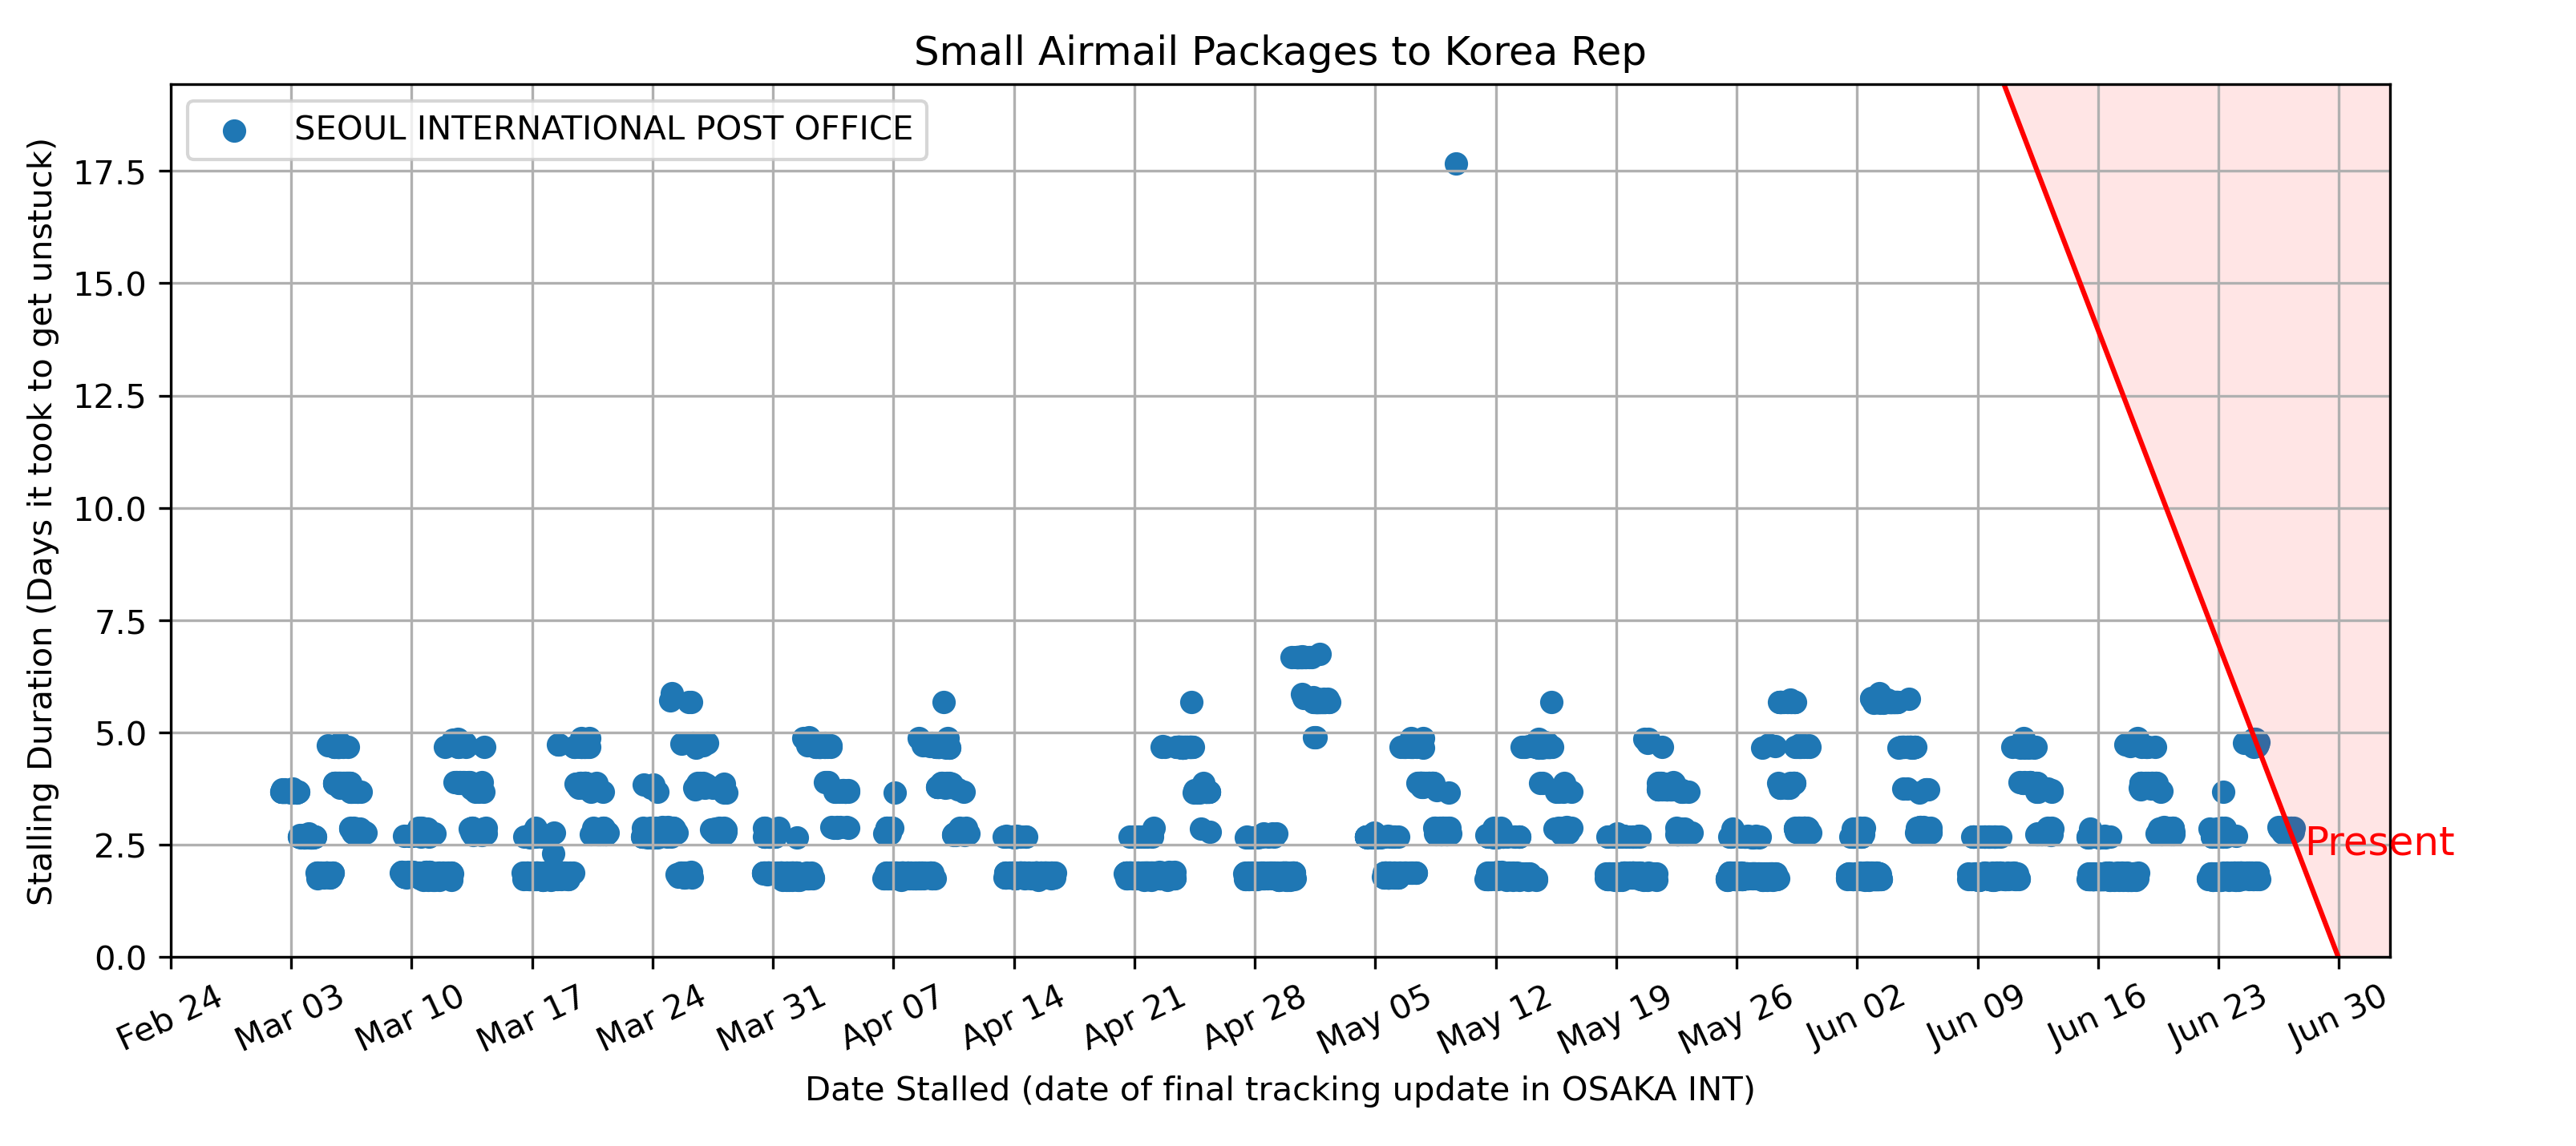 Small Airmail Packages to Korea Rep
SEOUL INTERNATIONAL POST OFFICE
Stalling Duration (Days it took to get unstuck)
17.5
15.0
12.5
10.0
7.5
5.0
2.5
0.0
Present
Feb 24
Mar 03
Mar 10
Mar 17
Mar 24
Mar 31
Apr 07
Apr 14
Apr 21
Apr 28
May 05
May 12
May 19
May 26
Jun 02
Jun 09
Jun 16
Jun 23
Jun 30
Date Stalled (date of final tracking update in OSAKA INT)